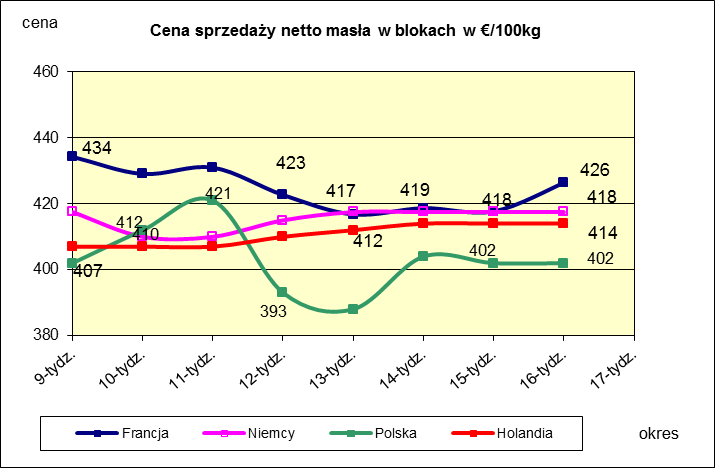 cena
Cena sprzedaży netto masła w blokach w €/100kg
460
440
420
400
380
434
423
417
419
418
426
418
421
412
410
412
414
407
393
402
402
9-tydz.
10-tydz.
11-tydz.
12-tydz.
13-tydz.
14-tydz.
15-tydz.
16-tydz.
17-tydz.
Francja Niemcy Polska Holandia
okres